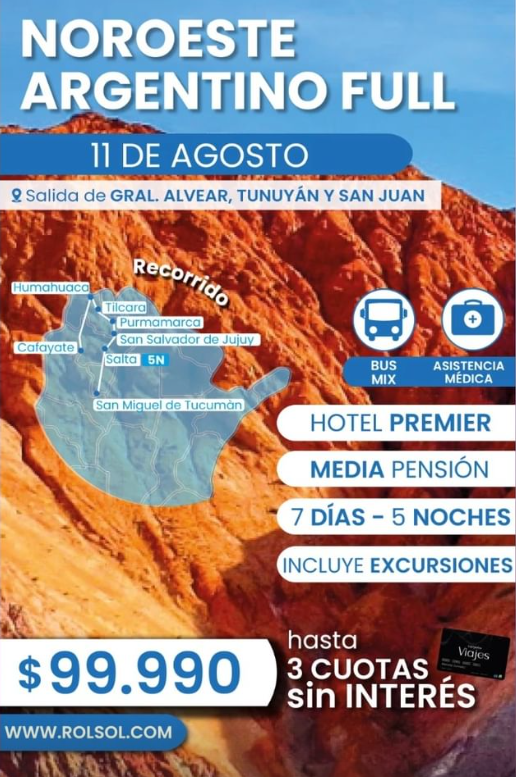 NOROESTE
ARGENTINO FULL
11 DE AGOSTO
Salida de GRAL. ALVEAR, TUNUYÁN Y SAN JUAN
Recorrido
Humahuaca
Tilcara
Purmamarca
San Salvador de Jujuy
Cafayate
Salta 5N
San Miguel de Tucumán
BUS
MIX
ASISTENCIA
MÉDICA
HOTEL PREMIER
MEDIA PENSIÓN
7 DÍAS - 5 NOCHES
INCLUYE EXCURSIONES
$99.990
hasta
3 CUOTAS
sin INTERÉS
Viajes
WWW.ROLSOL.COM